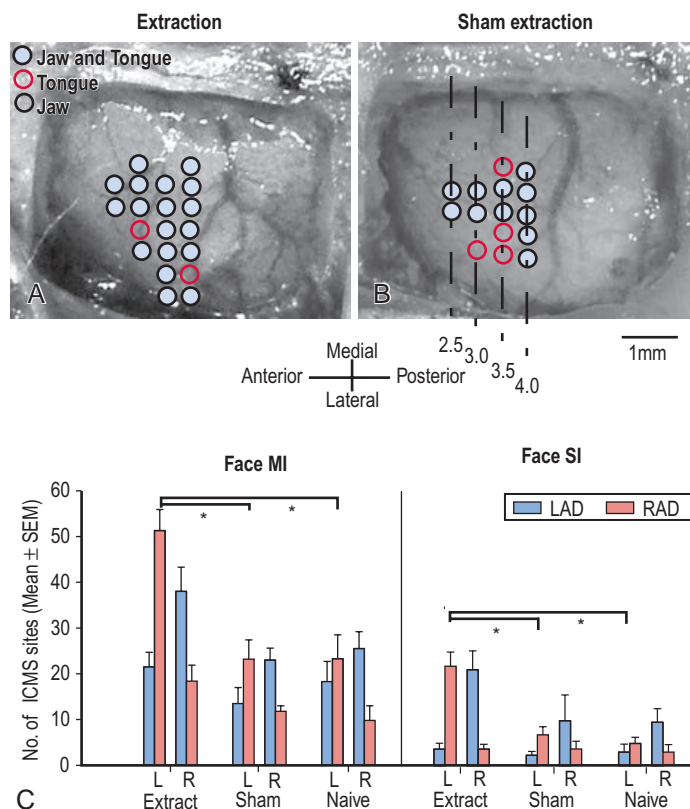 Extraction
Sham extraction
Jaw and Tongue
Tongue
Jaw
A
B
2.5
3.0
3.5
4.0
1mm
Medial
Anterior
Posterior
Lateral
Face MI
Face SI
No. of ICMS sites (Mean ± SEM)
60
50
40
30
20
10
0
LAD
RAD
*
*
*
*
L R L R L R L R L R L R
Extract Sham Naive Extract Sham Naive
C